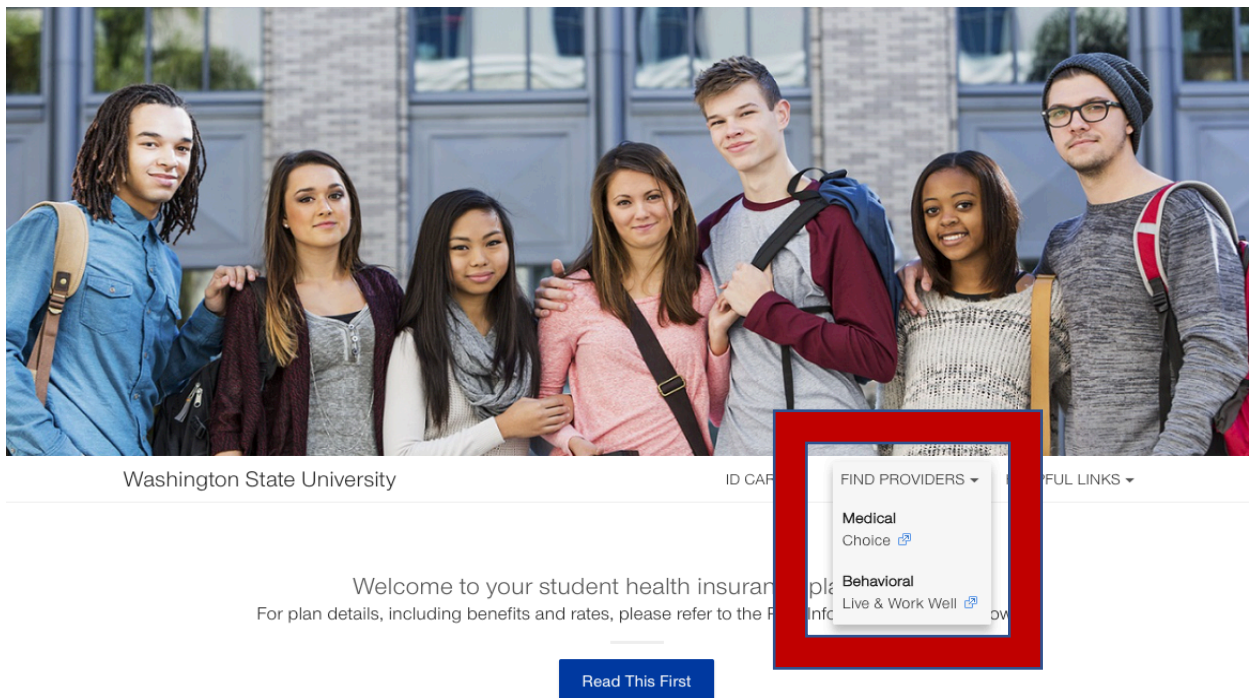 Washington State University
ID CAR
FIND PROVIDERS
PFUL LINKS
Medical
Choice
Behavioral
Live & Work Well
Welcome to your student health insuran pla
For plan details, including benefits and rates, please refer to the P Info ow
Read This First